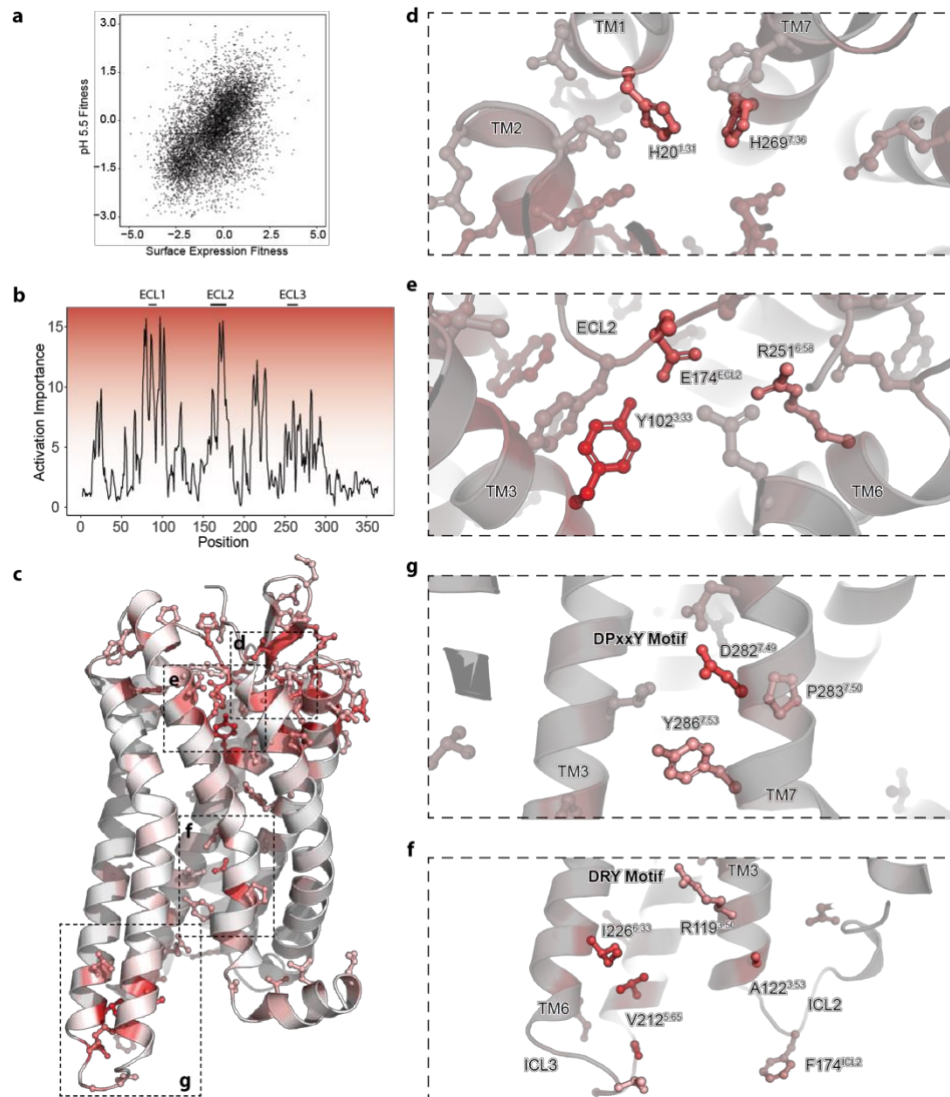 a
3.0
1.5
0.0
−1.5
−3.0
pH 5.5 Fitness
−5.0 −2.5 0.0 2.5 5.0
Surface Expression Fitness
b
ECL1 ECL2 ECL3
15
10
5
0
Activation Importance
0 50 100 150 200 250 300 350
Position
c
d
e
f
g
d
TM1
TM7
TM2
H20^1.31
H269^7.36
e
ECL2
R251^6.58
E174^ECL2
Y102^3.33
TM3
TM6
g
DPxxY Motif
D282^7.49
P283^7.50
Y286^7.53
TM3
TM7
f
DRY Motif
TM3
I226^6.33
R119^3.50
A122^3.53
TM6
ICL2
V212^5.65
ICL3
F174^ICL2